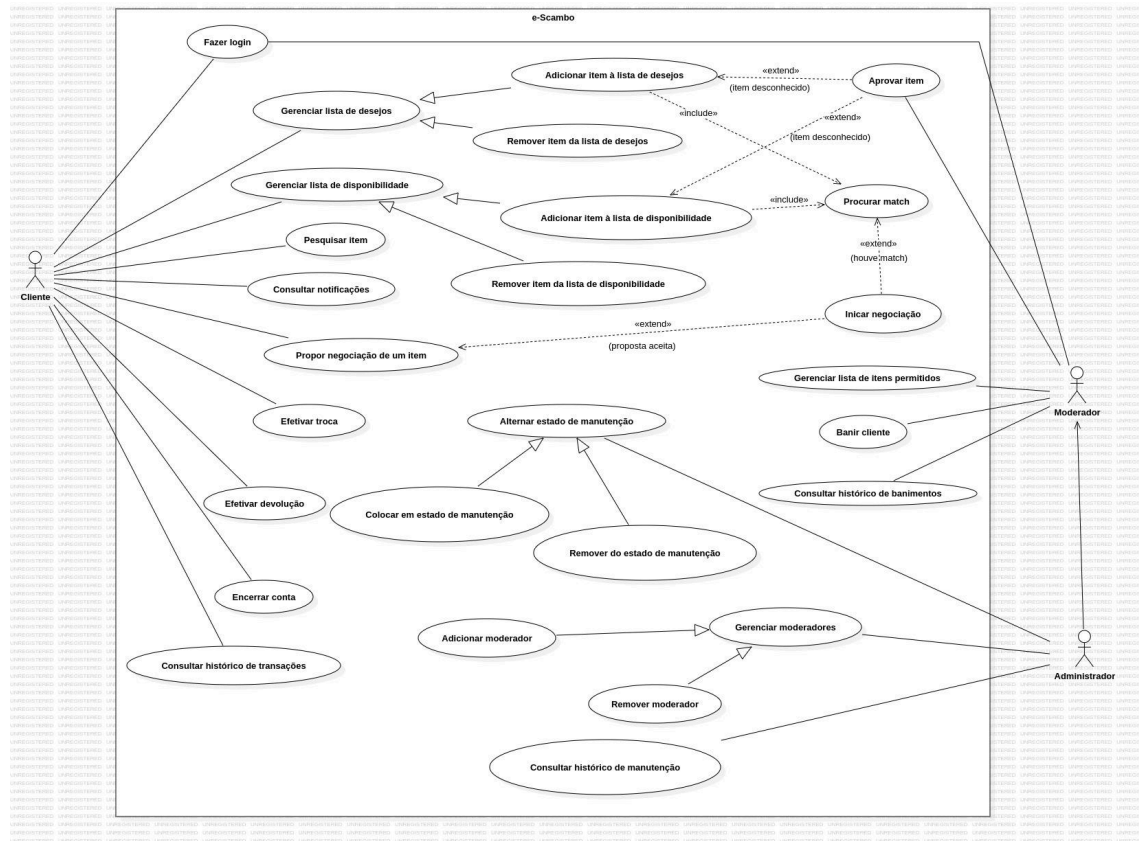 e-Scambo
Fazer login
Adicionar item à lista de desejos
«extend»
(item desconhecido)
Aprovar item
Gerenciar lista de desejos
«include»
«extend»
(item desconhecido)
Remover item da lista de desejos
Gerenciar lista de disponibilidade
Adicionar item à lista de disponibilidade
«include»
Procurar match
Pesquisar item
«extend»
(houve match)
Cliente
Consultar notificações
Remover item da lista de disponibilidade
Inicar negociação
«extend»
(proposta aceita)
Propor negociação de um item
Gerenciar lista de itens permitidos
Moderador
Efetivar troca
Alternar estado de manutenção
Banir cliente
Efetivar devolução
Colocar em estado de manutenção
Consultar histórico de banimentos
Remover do estado de manutenção
Encerrar conta
Adicionar moderador
Gerenciar moderadores
Consultar histórico de transações
Administrador
Remover moderador
Consultar histórico de manutenção
UNREGISTERED